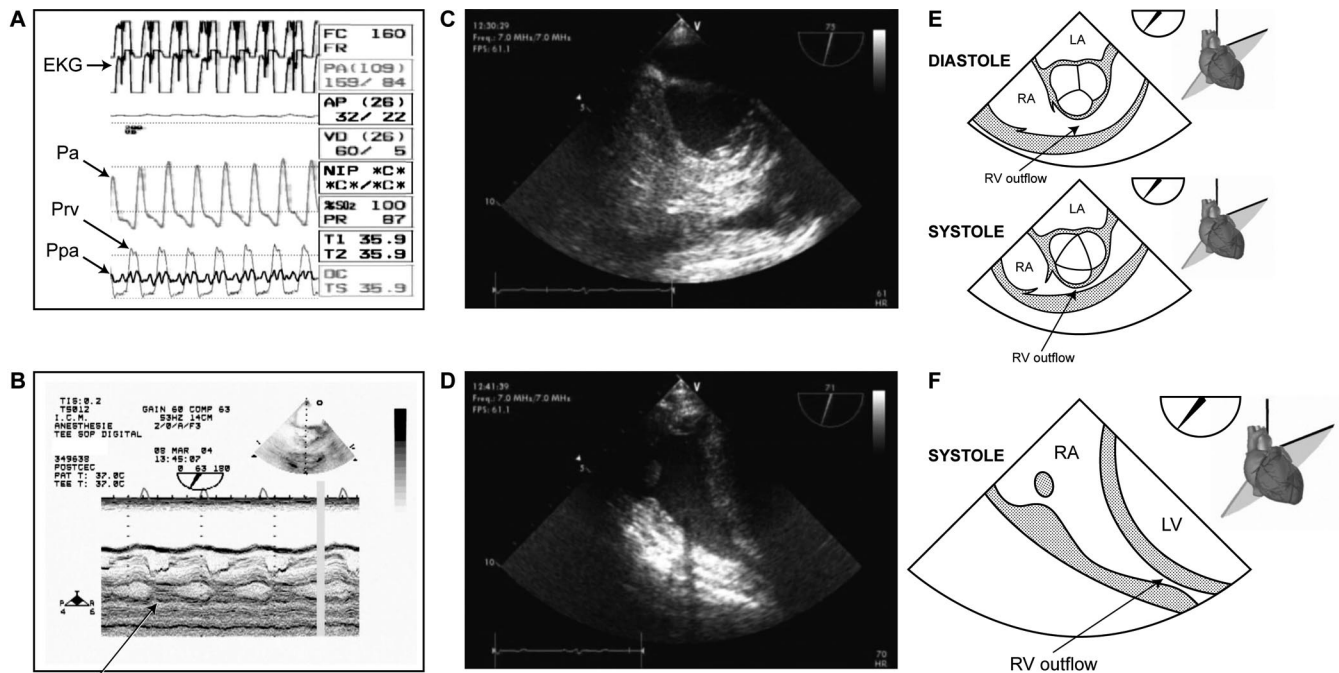 A
EKG
Pa
Prv
Ppa
FC 160
FR
PA(109)
159/ 84
AP (26)
32/ 22
VD (26)
60/ 5
NIP *C*
*C*/*C*
%SO₂ 100
PR 87
T1 35.9
T2 35.9
DC
TS 35.9
B
TIS:0.2
TS012
GAIN 60 COMP 63
I.C.M.
53HZ 14CM
ANESTHESIE
2/0/A/F3
TEE SOP DIGITAL
08 MAR 04
349638
13:45:07
POSTCEC
0 63 180
PAT T: 37.0C
TEE T: 37.0C
C
12:30:29
Freq.: 7.0 MHz/7.0 MHz
FPS: 61.1
V
73
5
10
61
HR
D
12:41:39
Freq.: 7.0 MHz/7.0 MHz
FPS: 61.1
V
71
5
10
70
HR
E
DIASTOLE
LA
RA
RV outflow
SYSTOLE
LA
RA
RV outflow
F
SYSTOLE
RA
LV
RV outflow